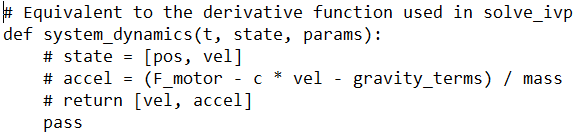 # Equivalent to the derivative function used in solve_ivp
def system_dynamics(t, state, params):
    # state = [pos, vel]
    # accel = (F_motor - c * vel - gravity_terms) / mass
    # return [vel, accel]
    pass